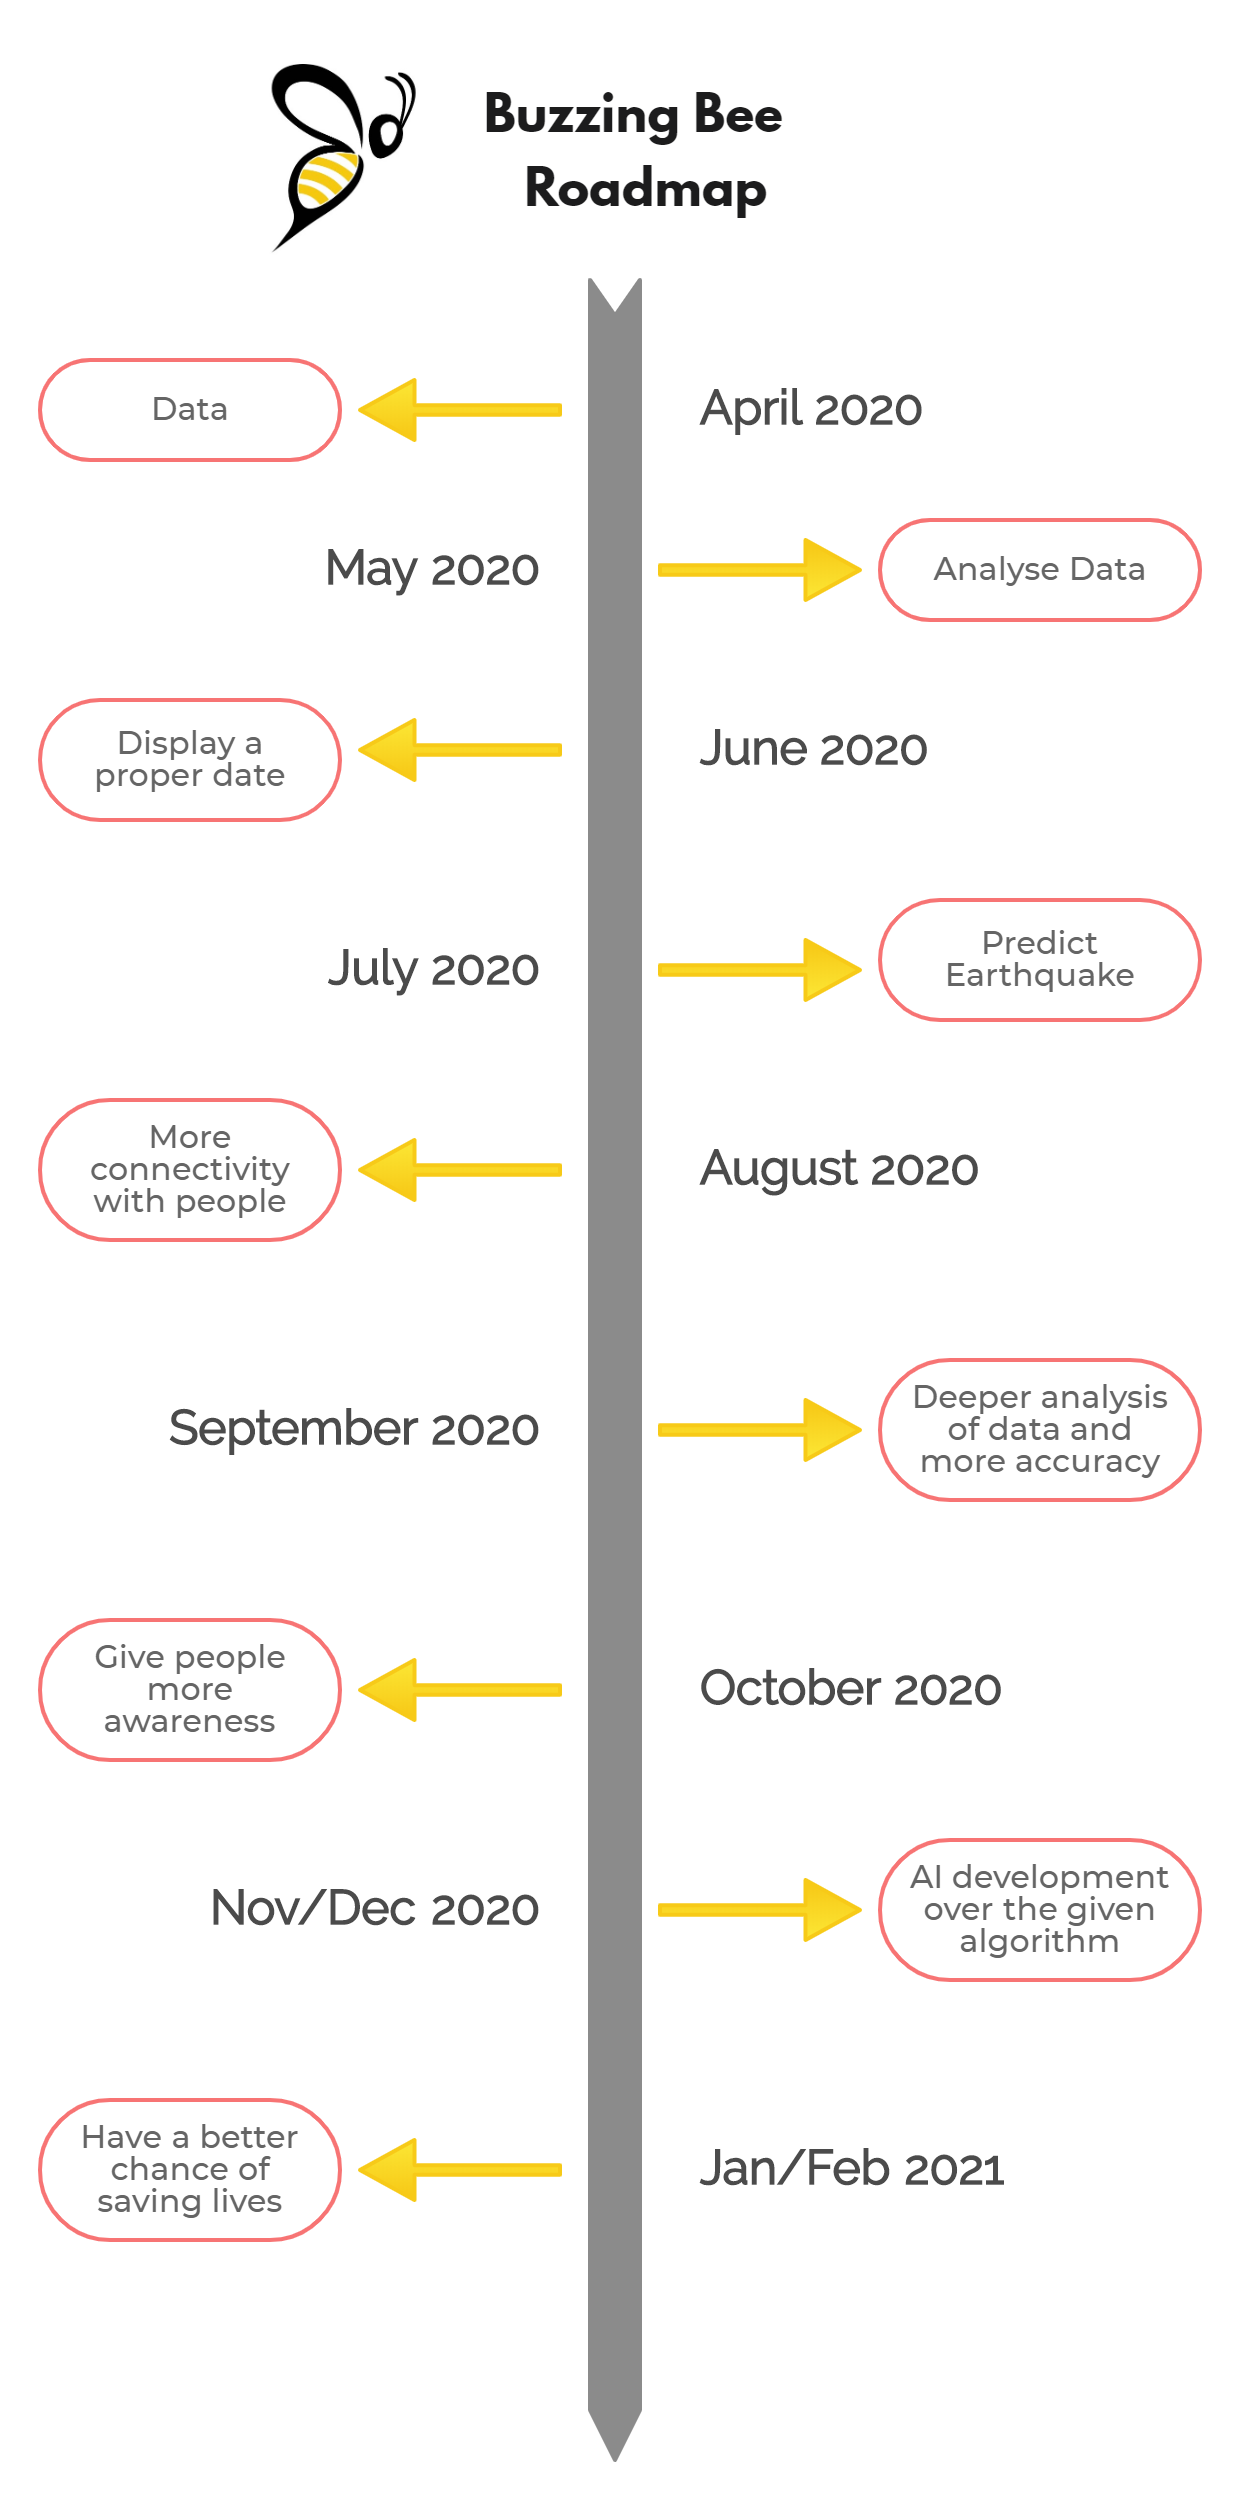 Buzzing Bee
Roadmap
Data
April 2020
May 2020
Analyse Data
Display a
proper date
June 2020
July 2020
Predict
Earthquake
More
connectivity
with people
August 2020
September 2020
Deeper analysis
of data and
more accuracy
Give people
more
awareness
October 2020
Nov/Dec 2020
AI development
over the given
algorithm
Have a better
chance of
saving lives
Jan/Feb 2021